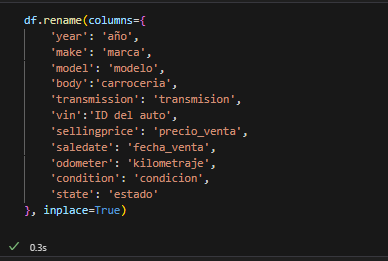 df.rename(columns={
    'year': 'año',
    'make': 'marca',
    'model': 'modelo',
    'body':'carroceria',
    'transmission': 'transmision',
    'vin':'ID del auto',
    'sellingprice': 'precio_venta',
    'saledate': 'fecha_venta',
    'odometer': 'kilometraje',
    'condition': 'condicion',
    'state': 'estado'
}, inplace=True)
0.3s